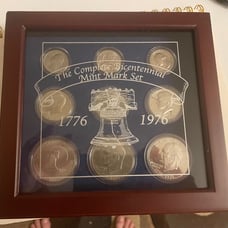 The Complete Bicentennial
Mint Mark Set
1776 1976